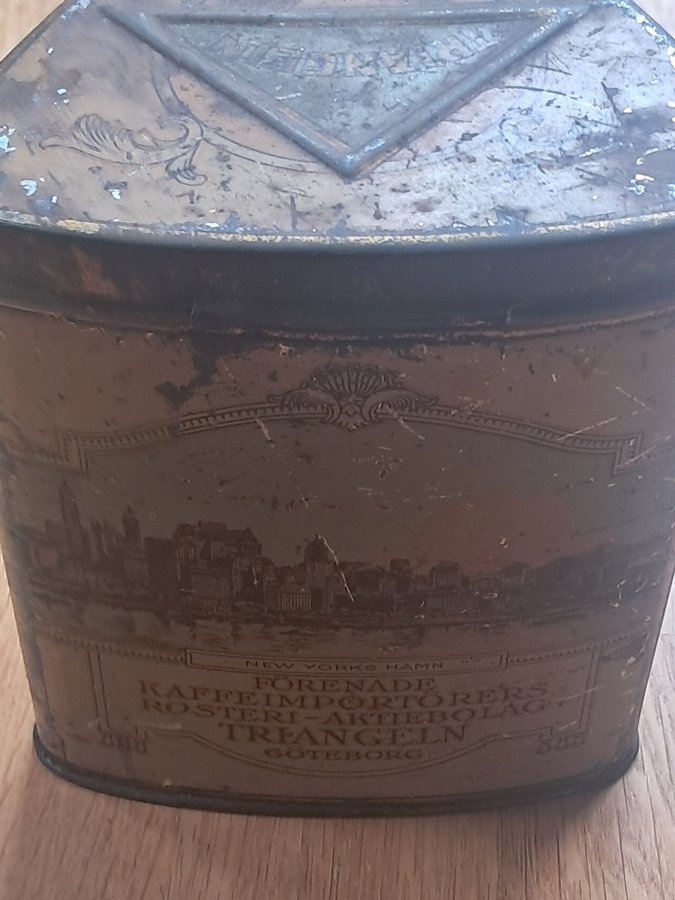 NEW YORKS HAMN
FÖRENADE
KAFFEIMPORTÖRERS
ROSTERI-AKTIEBOLAG
TRIANGELN
GÖTEBORG